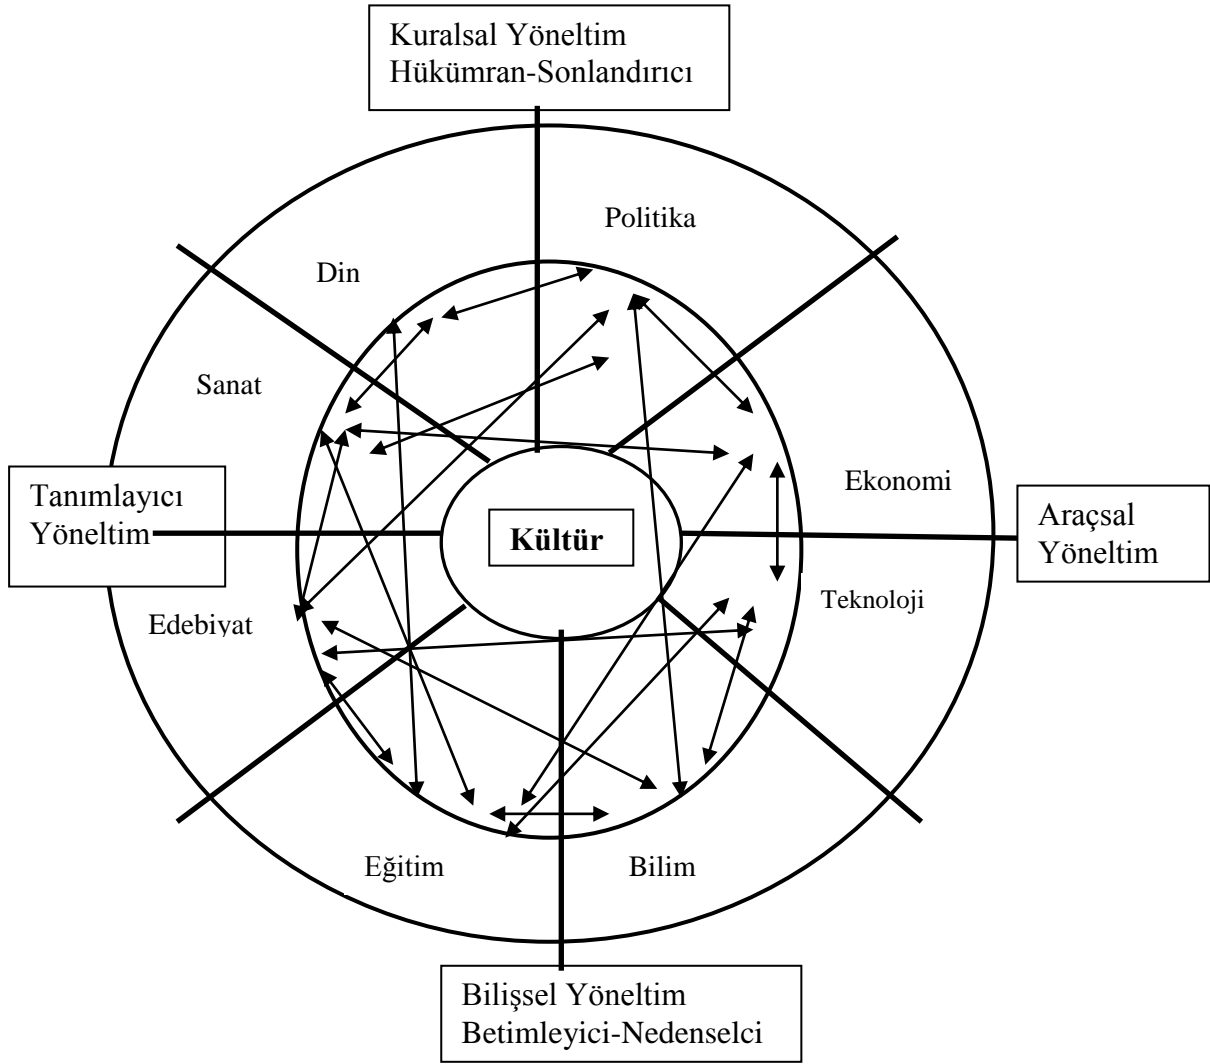 Kuralsal Yöneltim
Hükümran-Sonlandırıcı
Politika
Din
Sanat
Ekonomi
Tanımlayıcı
Yöneltim
Kültür
Araçsal
Yöneltim
Teknoloji
Edebiyat
Eğitim
Bilim
Bilişsel Yöneltim
Betimleyici-Nedenselci